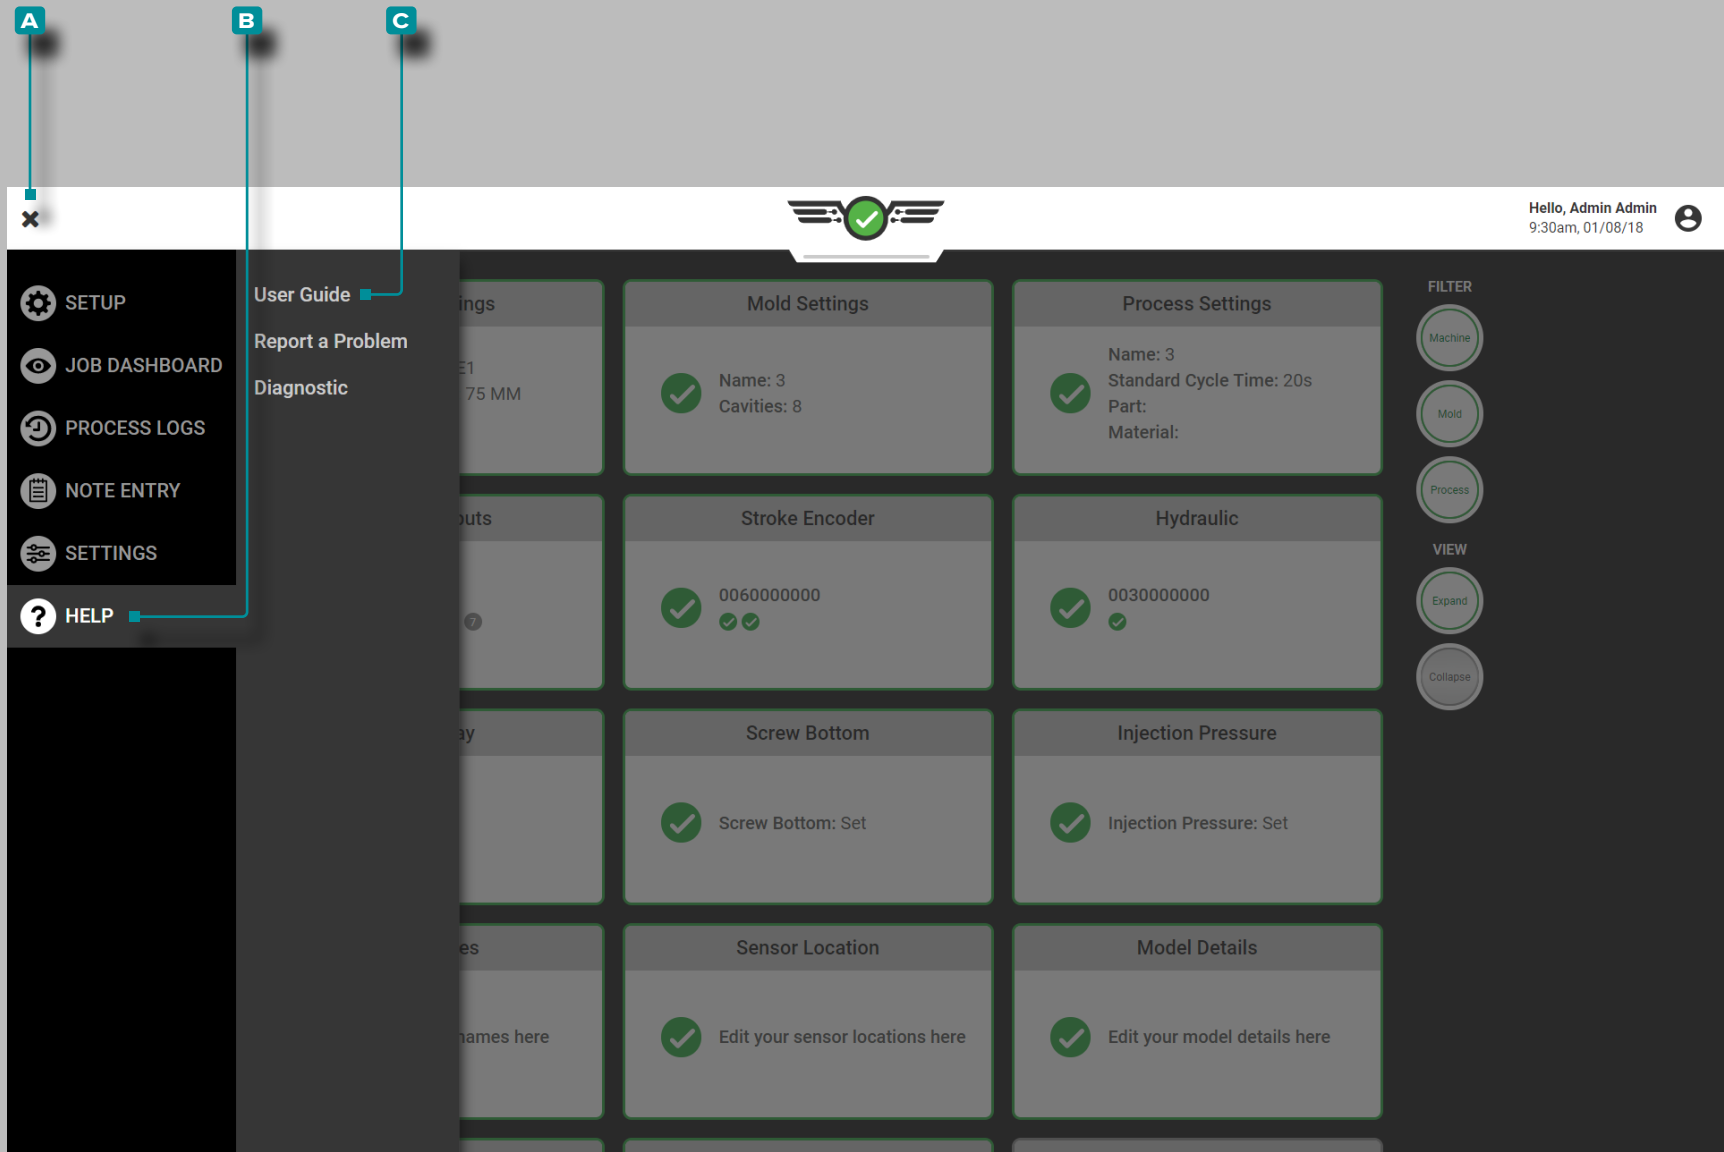 A
B
C
Hello, Admin Admin
9:30am, 01/08/18
SETUP
JOB DASHBOARD
PROCESS LOGS
NOTE ENTRY
SETTINGS
? HELP
User Guide
Report a Problem
Diagnostic
ings
E1
75 MM
Mold Settings
Name: 3
Cavities: 8
Process Settings
Name: 3
Standard Cycle Time: 20s
Part:
Material:
puts
7
Stroke Encoder
0060000000
Hydraulic
0030000000
ay
Screw Bottom
Screw Bottom: Set
Injection Pressure
Injection Pressure: Set
es
names here
Sensor Location
Edit your sensor locations here
Model Details
Edit your model details here
FILTER
Machine
Mold
Process
VIEW
Expand
Collapse